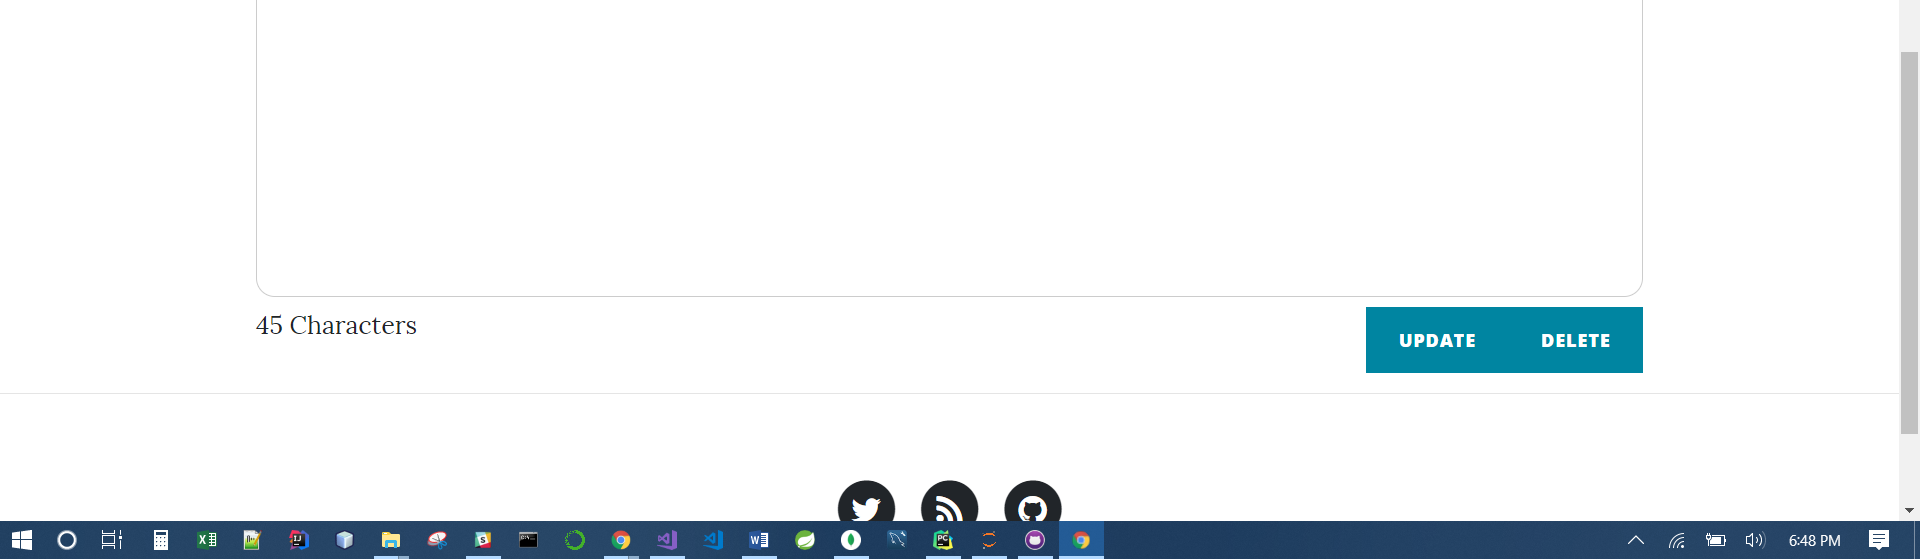 45 Characters
UPDATE DELETE
6:48 PM